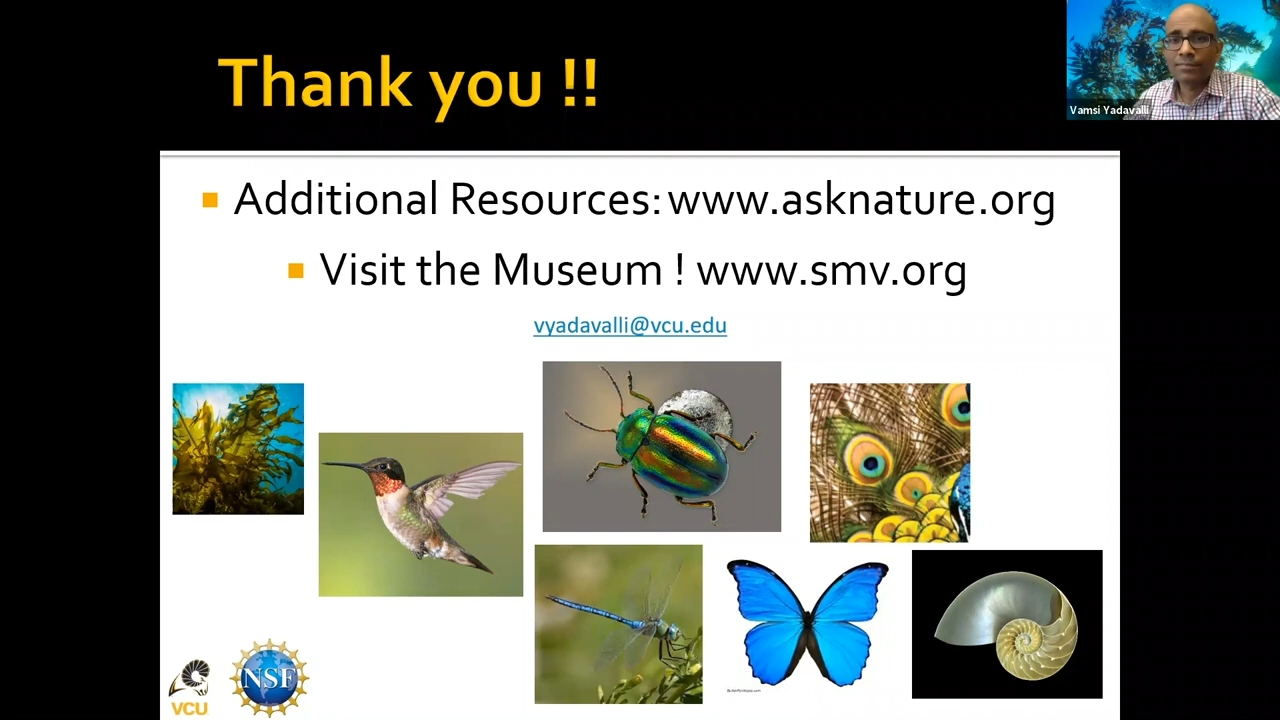 Thank you !!
Vamsi Yadavalli
Additional Resources: www.asknature.org
Visit the Museum ! www.smv.org
vyadavalli@vcu.edu
VCU
NSF